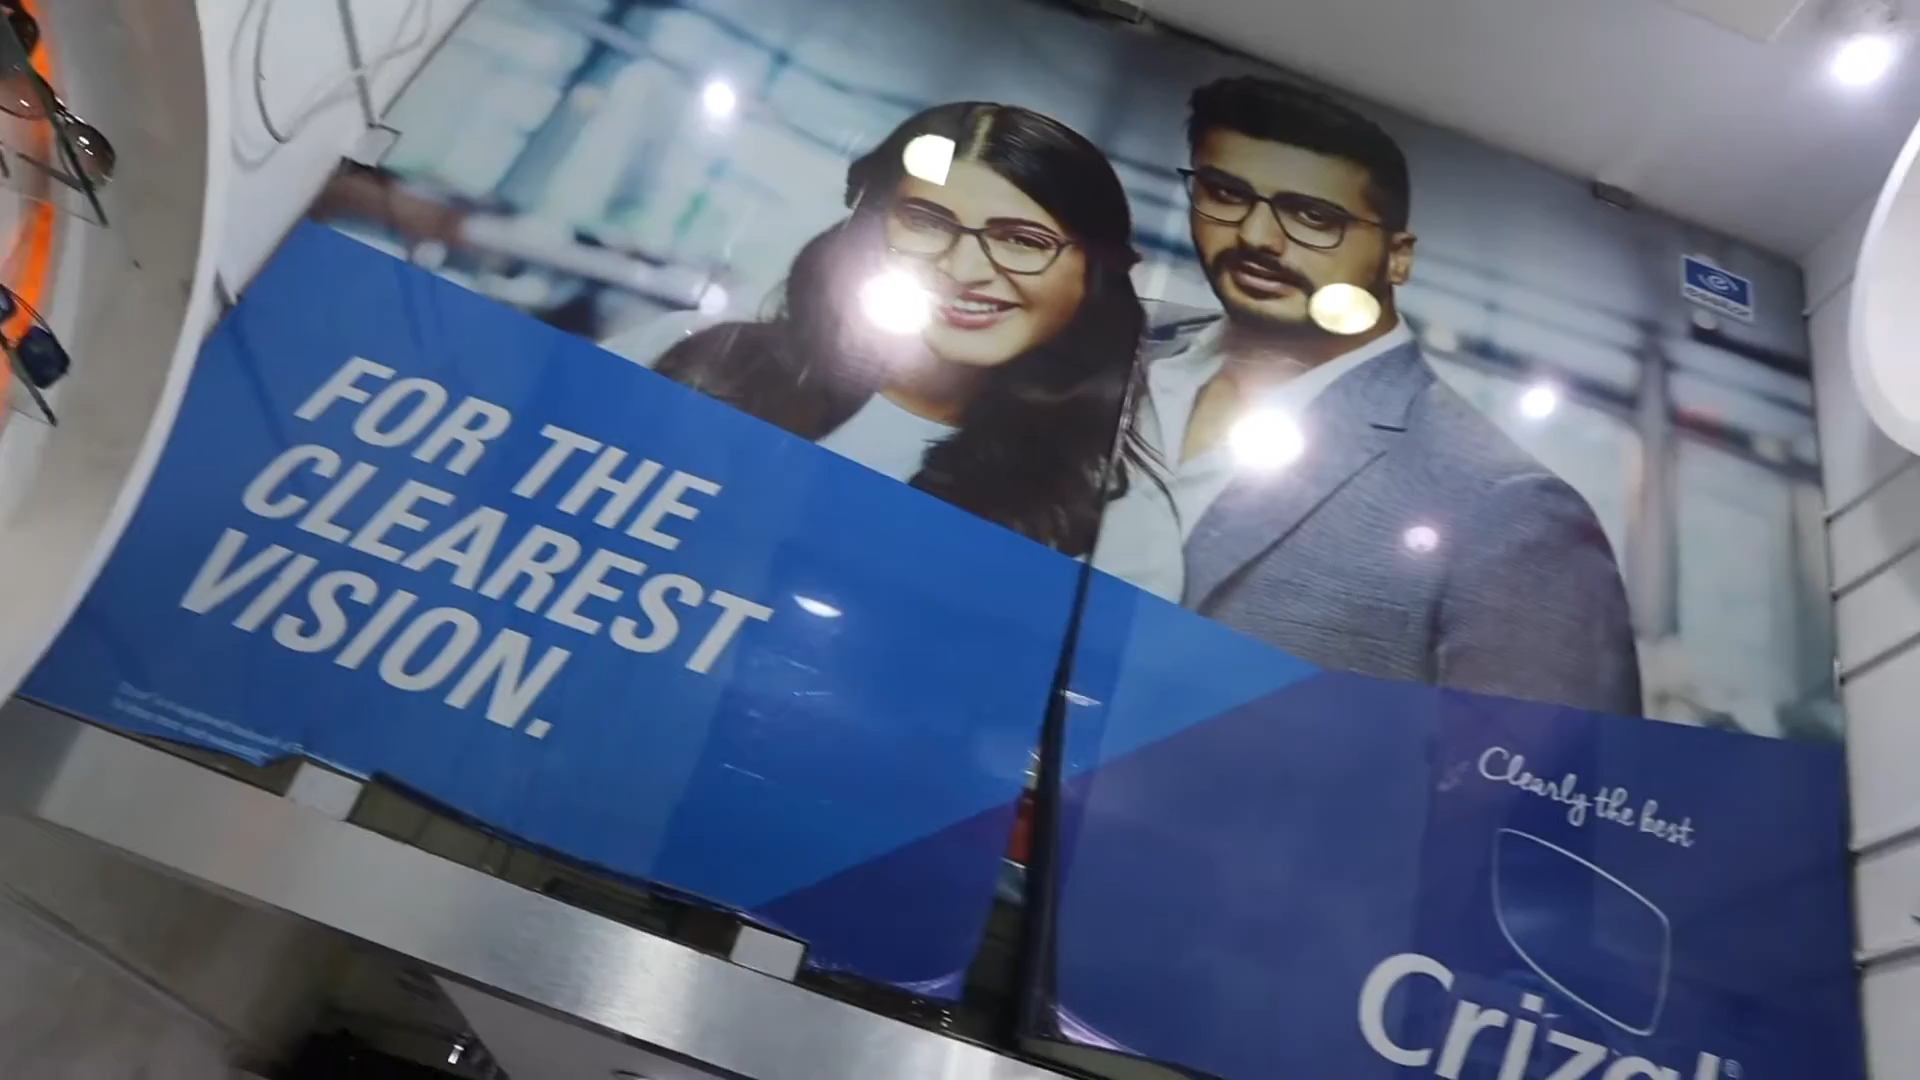 FOR THE
CLEAREST
VISION.
Clearly the best
Crizal®